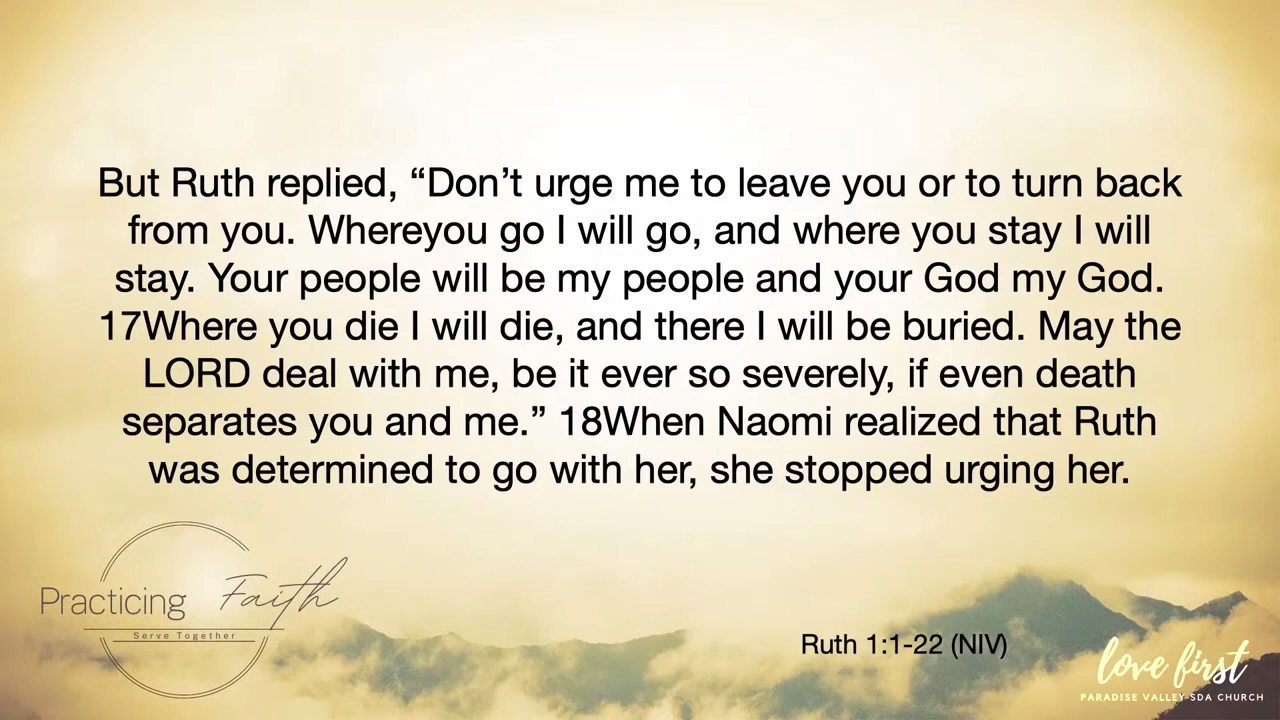 But Ruth replied, “Don’t urge me to leave you or to turn back
from you. Whereyou go I will go, and where you stay I will
stay. Your people will be my people and your God my God.
17Where you die I will die, and there I will be buried. May the
LORD deal with me, be it ever so severely, if even death
separates you and me.” 18When Naomi realized that Ruth
was determined to go with her, she stopped urging her.
Practicing Faith
Serve Together
Ruth 1:1-22 (NIV)
love first
PARADISE VALLEY SDA CHURCH